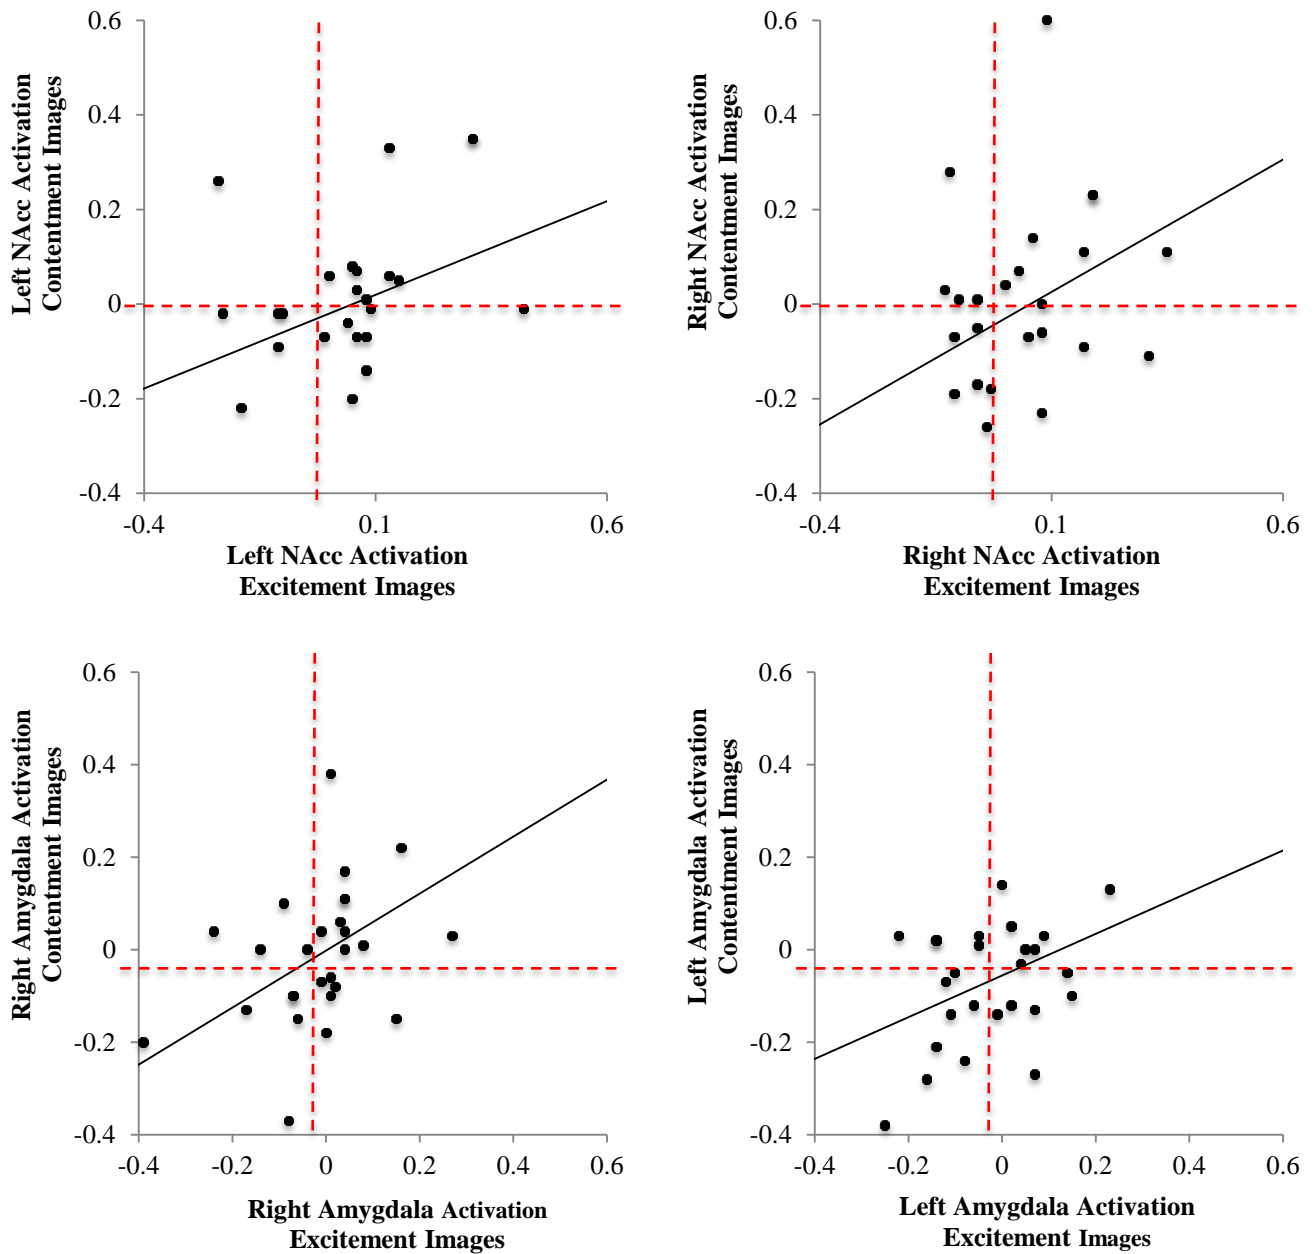 Left NAcc Activation
Contentment Images
0.6
0.4
0.2
0
-0.2
-0.4
-0.4
0.1
0.6
Left NAcc Activation
Excitement Images
Right NAcc Activation
Contentment Images
0.6
0.4
0.2
0
-0.2
-0.4
-0.4
0.1
0.6
Right NAcc Activation
Excitement Images
Right Amygdala Activation
Contentment Images
0.6
0.4
0.2
0
-0.2
-0.4
-0.4
-0.2
0
0.2
0.4
0.6
Right Amygdala Activation
Excitement Images
Left Amygdala Activation
Contentment Images
0.6
0.4
0.2
0
-0.2
-0.4
-0.4
-0.2
0
0.2
0.4
0.6
Left Amygdala Activation
Excitement Images